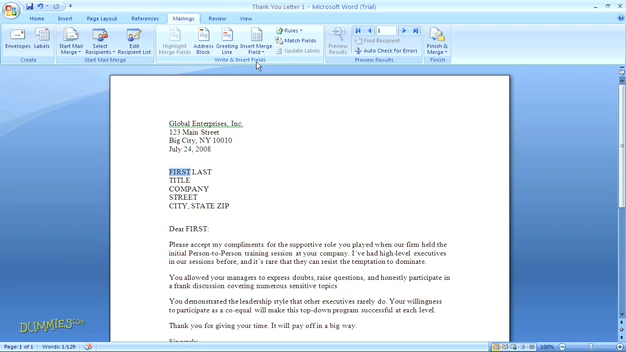 Thank You Letter 1 - Microsoft Word (Trial)
Home Insert Page Layout References Mailings Review View
Envelopes Labels Start Mail Merge Select Recipients Edit Recipient List Highlight Merge Fields Address Block Greeting Line Insert Merge Field Rules Match Fields Update Labels Preview Results 1 Find Recipient Auto Check for Errors Finish & Merge
Create Start Mail Merge Write & Insert Fields Preview Results Finish
Global Enterprises, Inc.
123 Main Street
Big City, NY 10010
July 24, 2008
FIRST LAST
TITLE
COMPANY
STREET
CITY, STATE ZIP
Dear FIRST:
Please accept my compliments for the supportive role you played when our firm held the
initial Person-to-Person training session at your company. I've had high-level executives
in our sessions before, and it's rare that they can resist the temptation to dominate.
You allowed your managers to express doubts, raise questions, and honestly participate in
a frank discussion covering numerous sensitive topics.
You demonstrated the leadership style that other executives rarely do. Your willingness
to participate as a co-equal will make this top-down program successful at each level.
Thank you for giving your time. It will pay off in a big way.
Sincerely,
DUMMIES.COM
Page: 1 of 1 Words: 1/129 100%